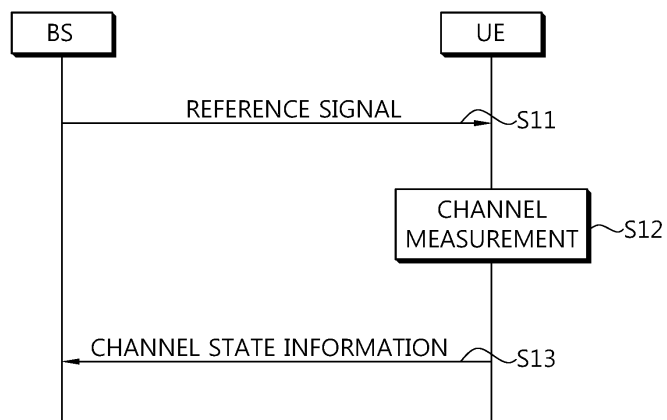 BS
UE
REFERENCE SIGNAL
S11
CHANNEL
MEASUREMENT
S12
CHANNEL STATE INFORMATION
S13